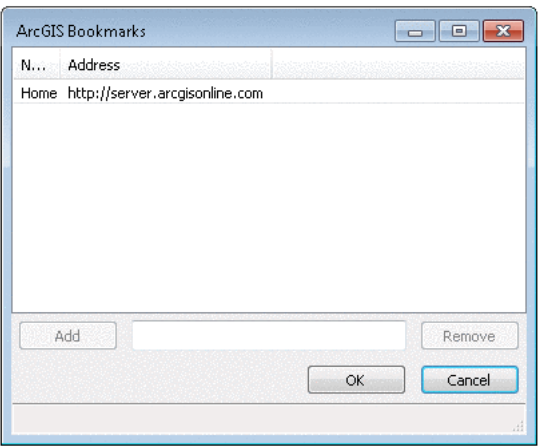 ArcGIS Bookmarks
N... Address
Home http://server.arcgisonline.com
Add Remove
OK Cancel